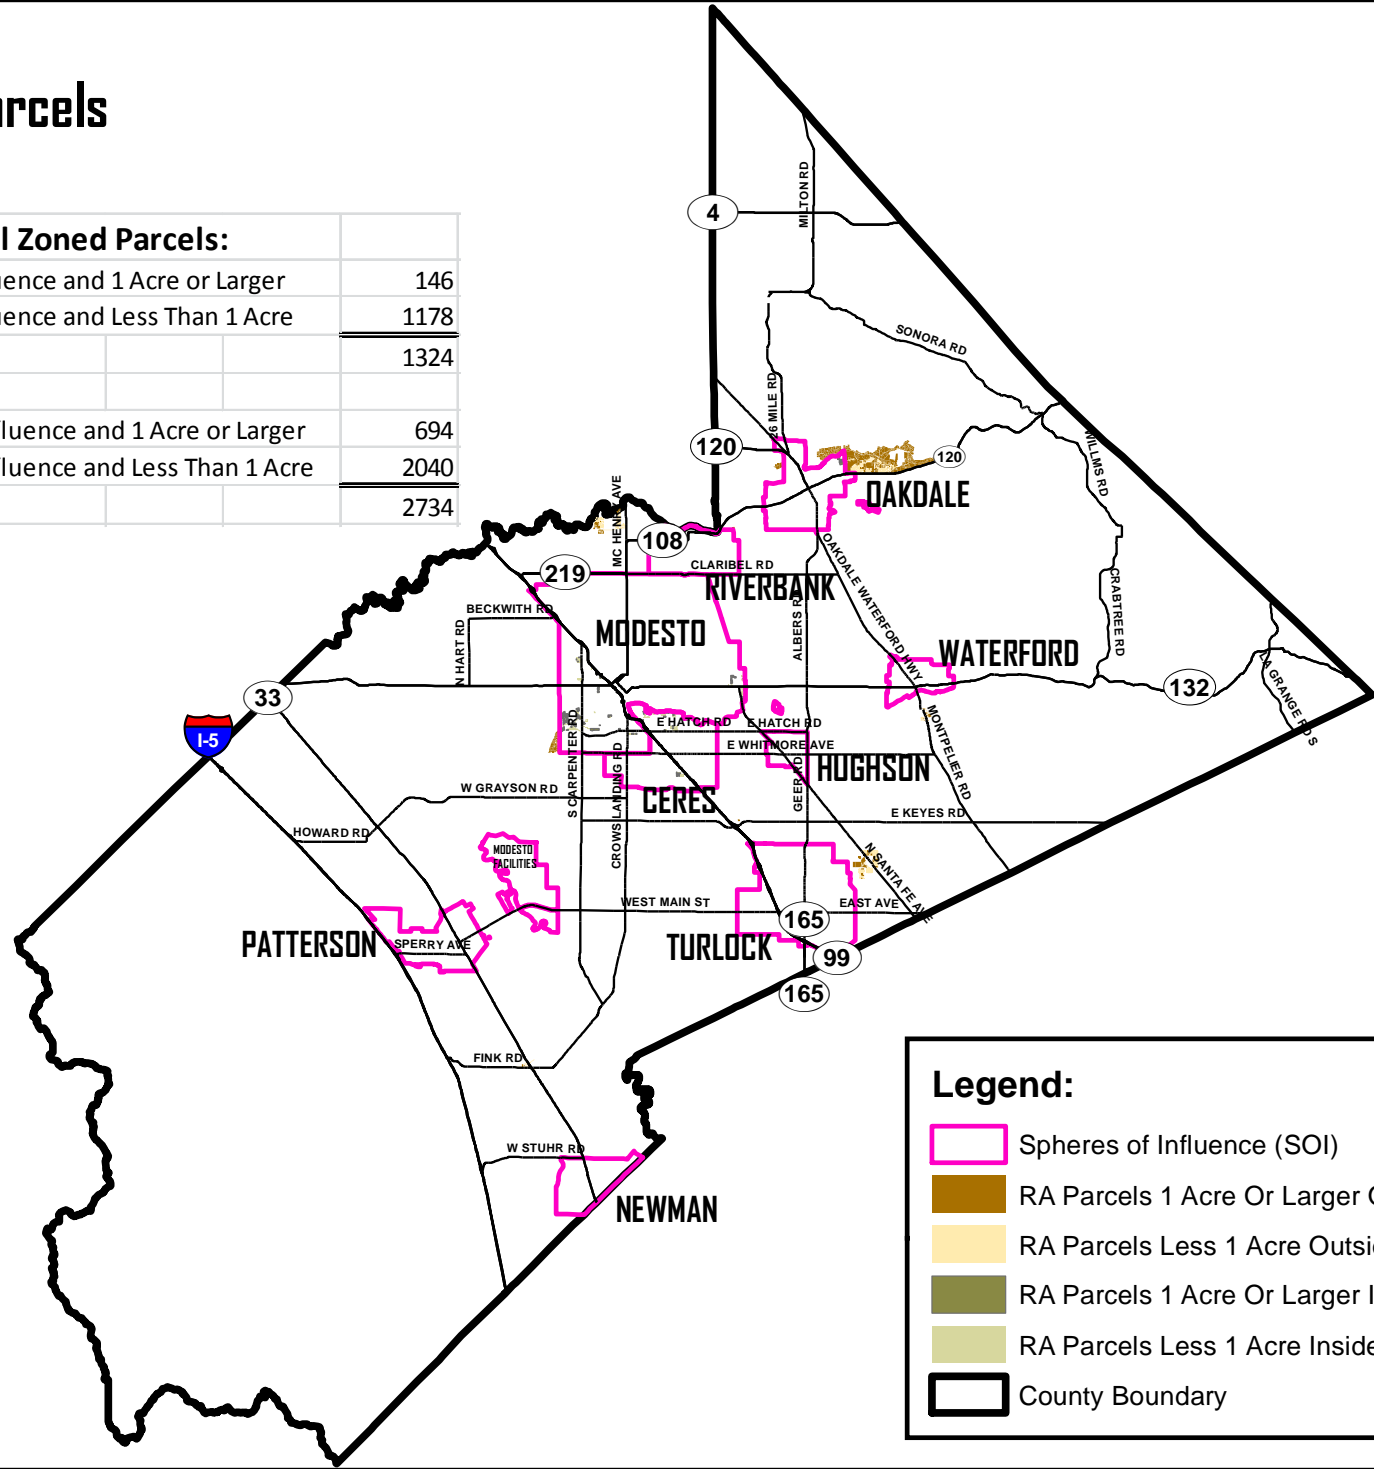 arcels
l Zoned Parcels:
uence and 1 Acre or Larger 146
uence and Less Than 1 Acre 1178
1324
fluence and 1 Acre or Larger 694
fluence and Less Than 1 Acre 2040
2734
MILTON RD
4
SONORA RD
26 MILE RD
120
120
WILLMS RD
OAKDALE
MC HENRY AVE
108
OAKDALE WATERFORD HWY
219
CLARIBEL RD
RIVERBANK
CRABTREE RD
BECKWITH RD
N HART RD
MODESTO
ALBERS RD
WATERFORD
33
132
LA GRANGE RD S
I-5
S CARPENTER RD
E HATCH RD
E HATCH RD
MONTPELIER RD
E WHITMORE AVE
HUGHSON
W GRAYSON RD
CROWS LANDING RD
CERES
GEER RD
E KEYES RD
HOWARD RD
MODESTO
FACILITIES
N SANTA FE AVE
WEST MAIN ST
EAST AVE
165
PATTERSON
SPERRY AVE
TURLOCK
99
165
FINK RD
W STUHR RD
NEWMAN
Legend:
Spheres of Influence (SOI)
RA Parcels 1 Acre Or Larger
RA Parcels Less 1 Acre Outsi
RA Parcels 1 Acre Or Larger I
RA Parcels Less 1 Acre Inside
County Boundary